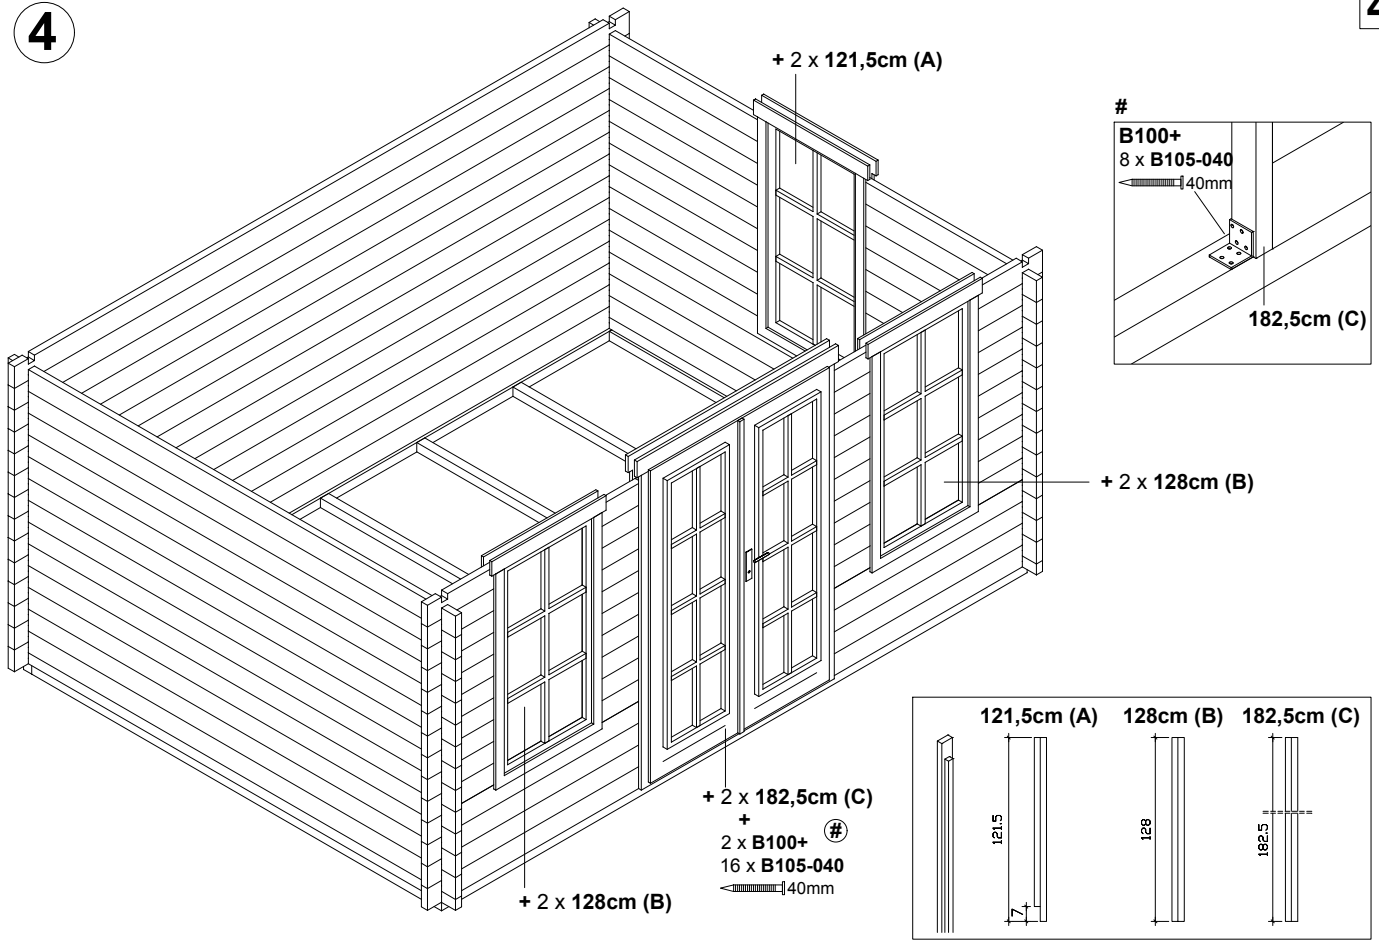 4
4
+ 2 x 121,5cm (A)
#
B100+
8 x B105-040
40mm
182,5cm (C)
+ 2 x 128cm (B)
+ 2 x 182,5cm (C)
+
2 x B100+ #
16 x B105-040
40mm
+ 2 x 128cm (B)
121,5cm (A) 128cm (B) 182,5cm (C)
121.5
7
128
182.5